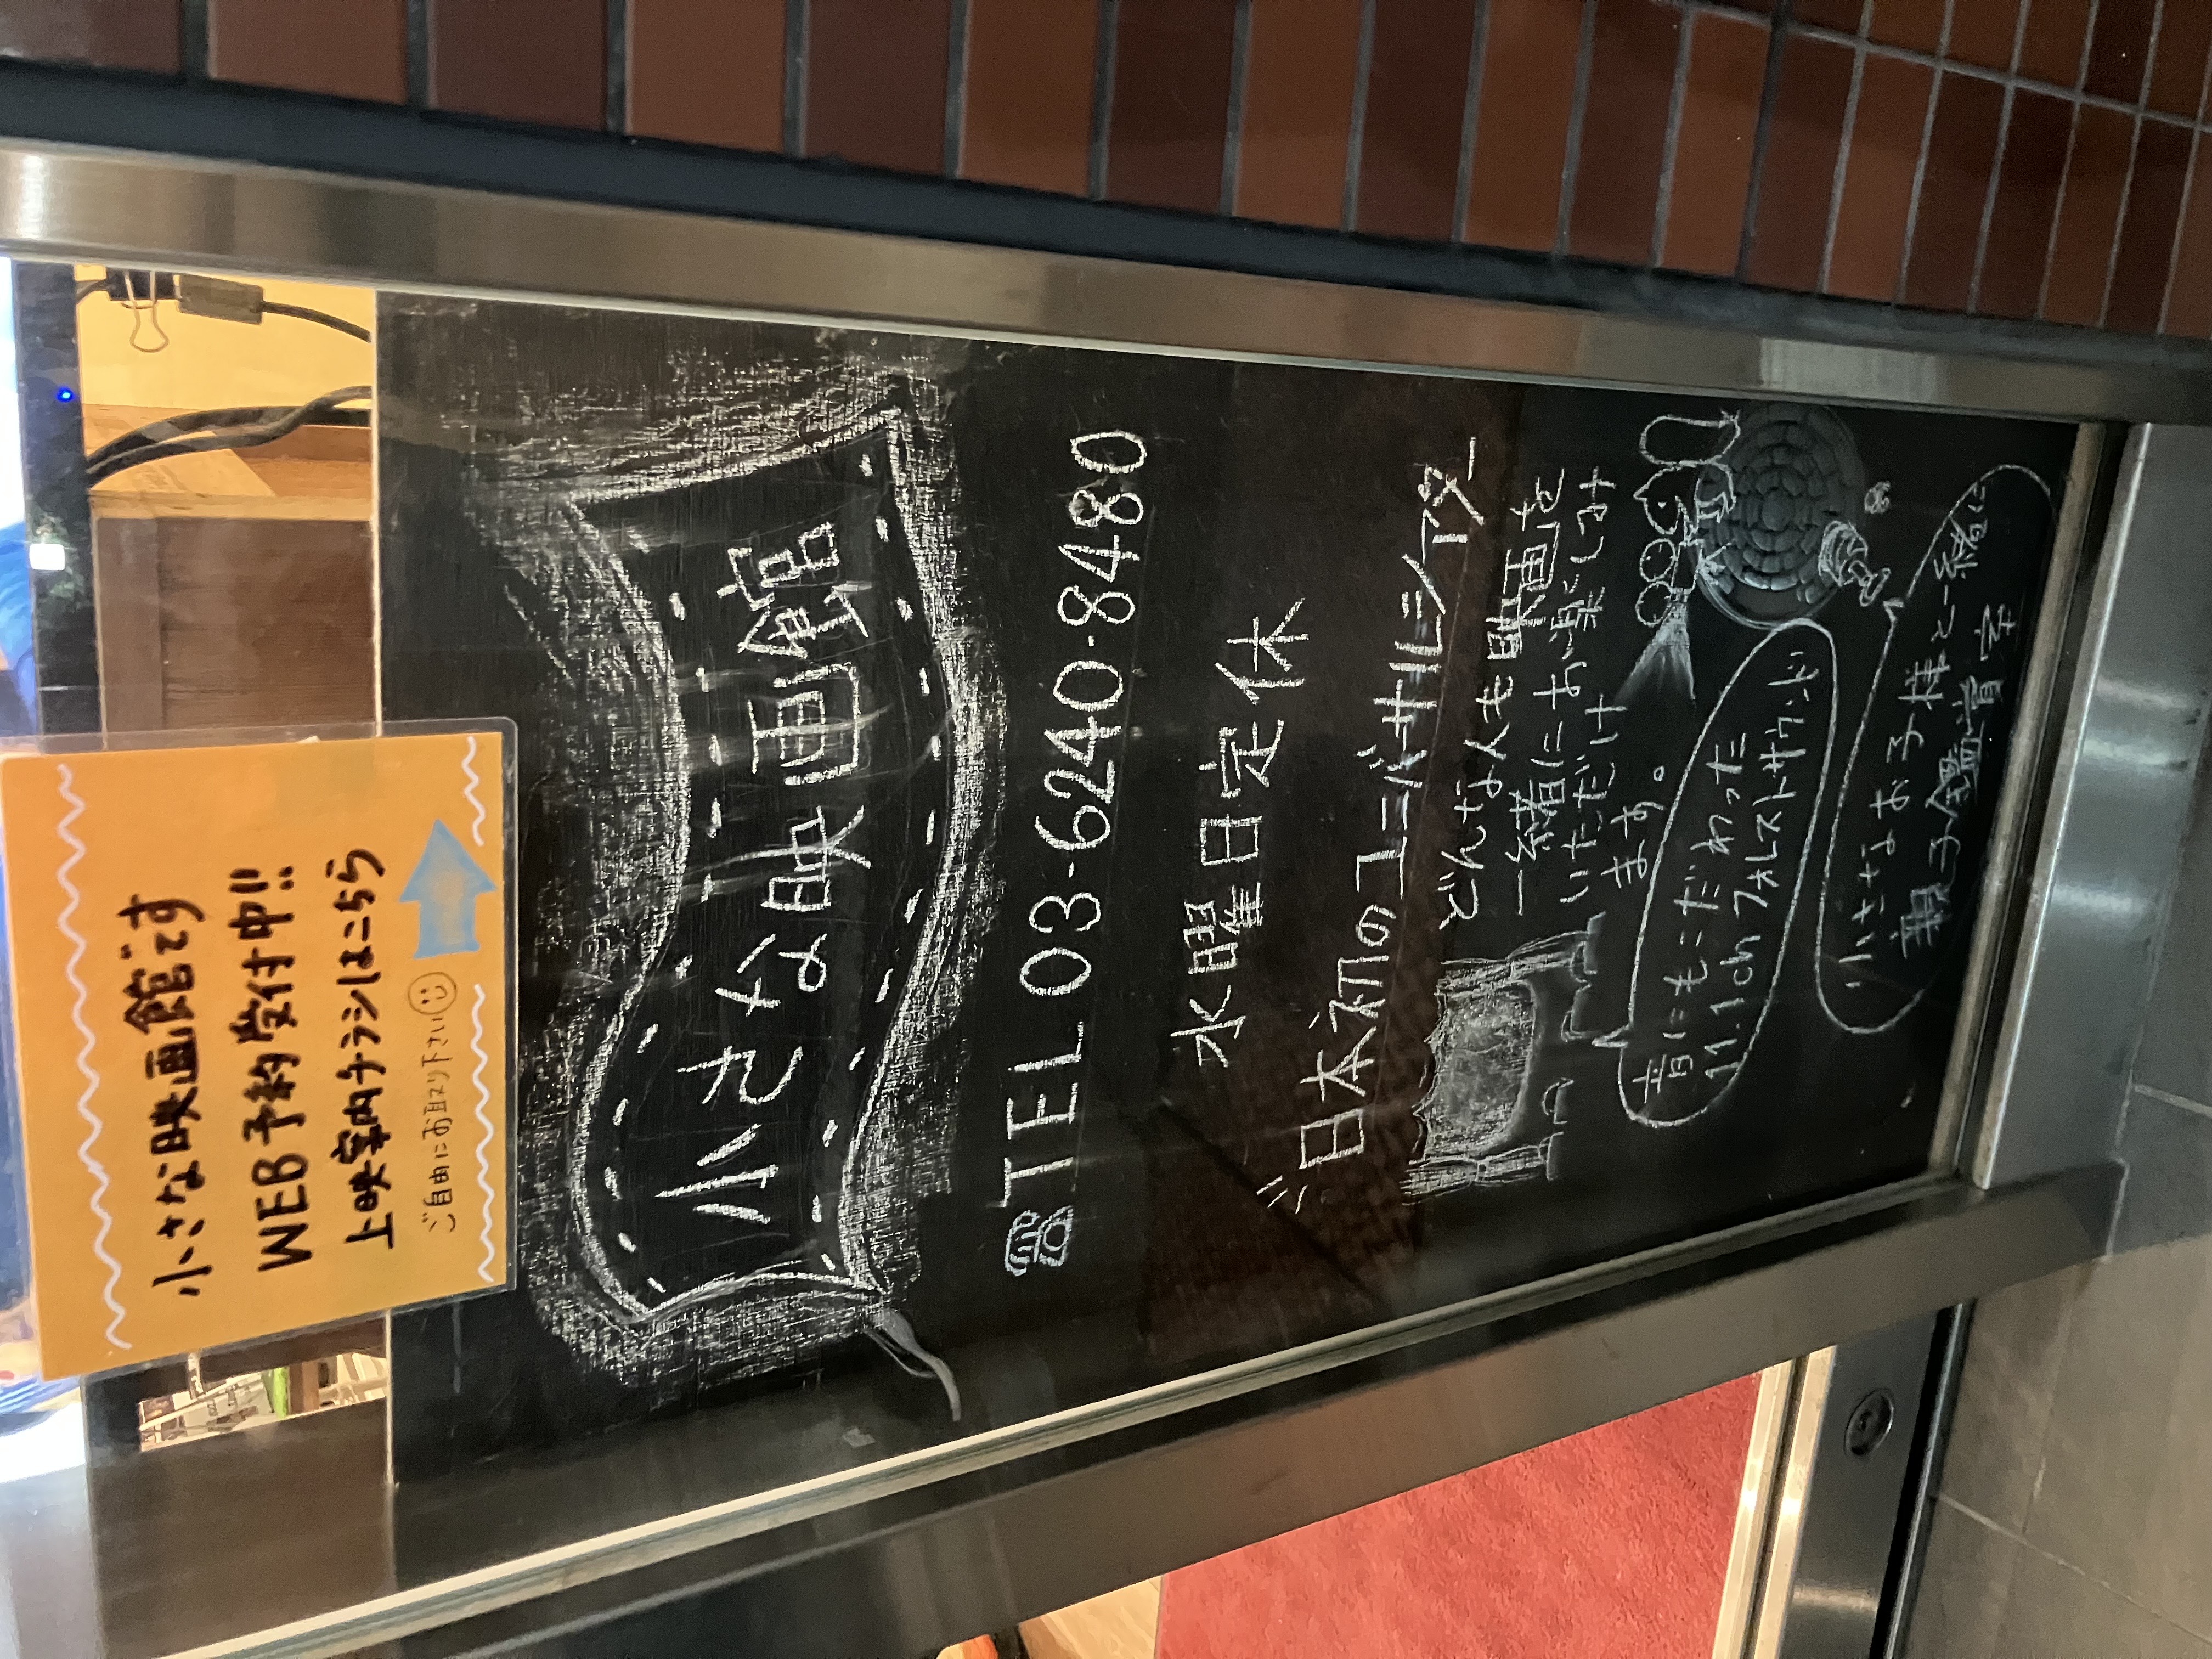 小さな映画館です
WEB予約受付中!!
上映案内チラシはこちら
ご自由にお取り下さい
小さな映画館
☎TEL 03-6240-8480
水曜日定休
日本初のユニバーサルシアター
どんな人も映画を
一緒にお楽しみ
いただけ
ます。
音にもこだわった
11.1ch フォレストサウンド
小さなお子様と一緒に
親子鑑賞室